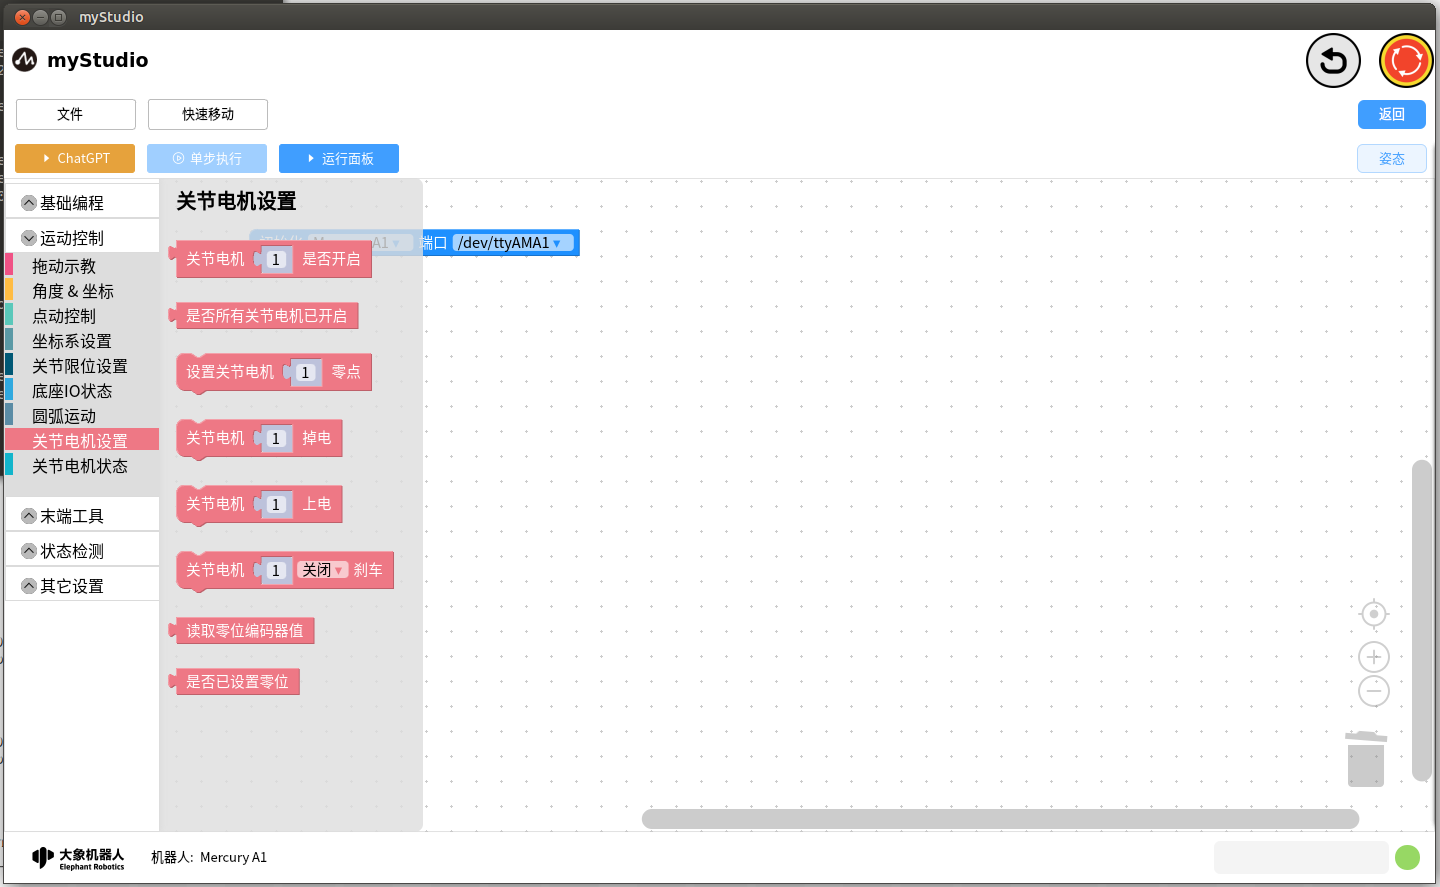 myStudio
myStudio
文件
快速移动
返回
ChatGPT
单步执行
运行面板
姿态
基础编程
运动控制
拖动示教
角度 & 坐标
点动控制
坐标系设置
关节限位设置
底座IO状态
圆弧运动
关节电机设置
关节电机状态
末端工具
状态检测
其它设置
关节电机设置
A1 端口 /dev/ttyAMA1
关节电机 1 是否开启
是否所有关节电机已开启
设置关节电机 1 零点
关节电机 1 掉电
关节电机 1 上电
关节电机 1 关闭 刹车
读取零位编码器值
是否已设置零位
大象机器人
Elephant Robotics
机器人: Mercury A1